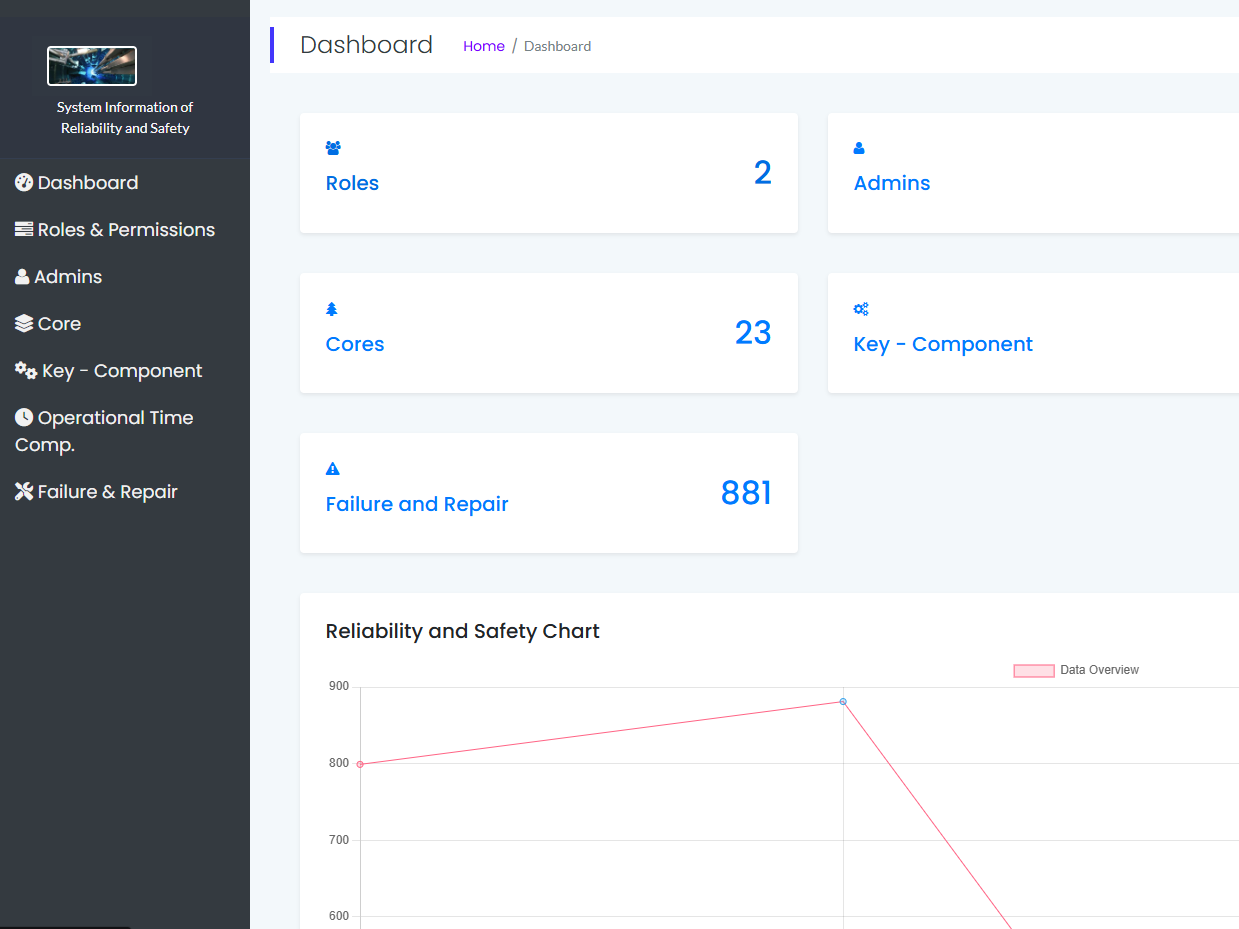 System Information of
Reliability and Safety
Dashboard
Roles & Permissions
Admins
Core
Key - Component
Operational Time
Comp.
Failure & Repair
Dashboard
Home / Dashboard
Roles
2
Admins
Cores
23
Key - Component
Failure and Repair
881
Reliability and Safety Chart
Data Overview
900
800
700
600